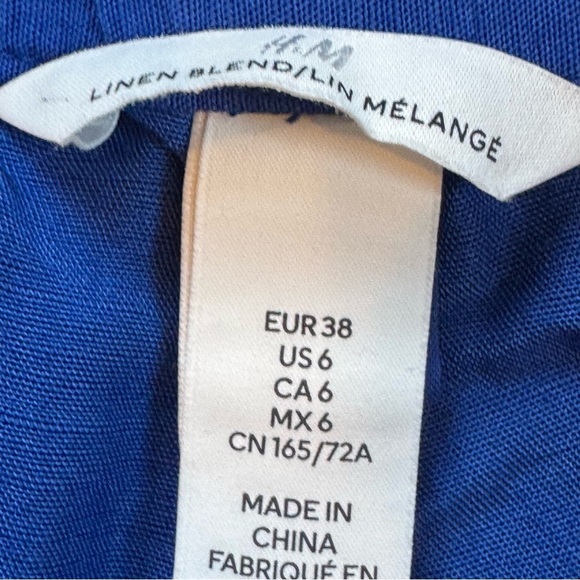 H&M
LINEN BLEND/LIN MÉLANGÉ
EUR 38
US 6
CA 6
MX 6
CN 165/72A
MADE IN
CHINA
FABRIQUÉ EN